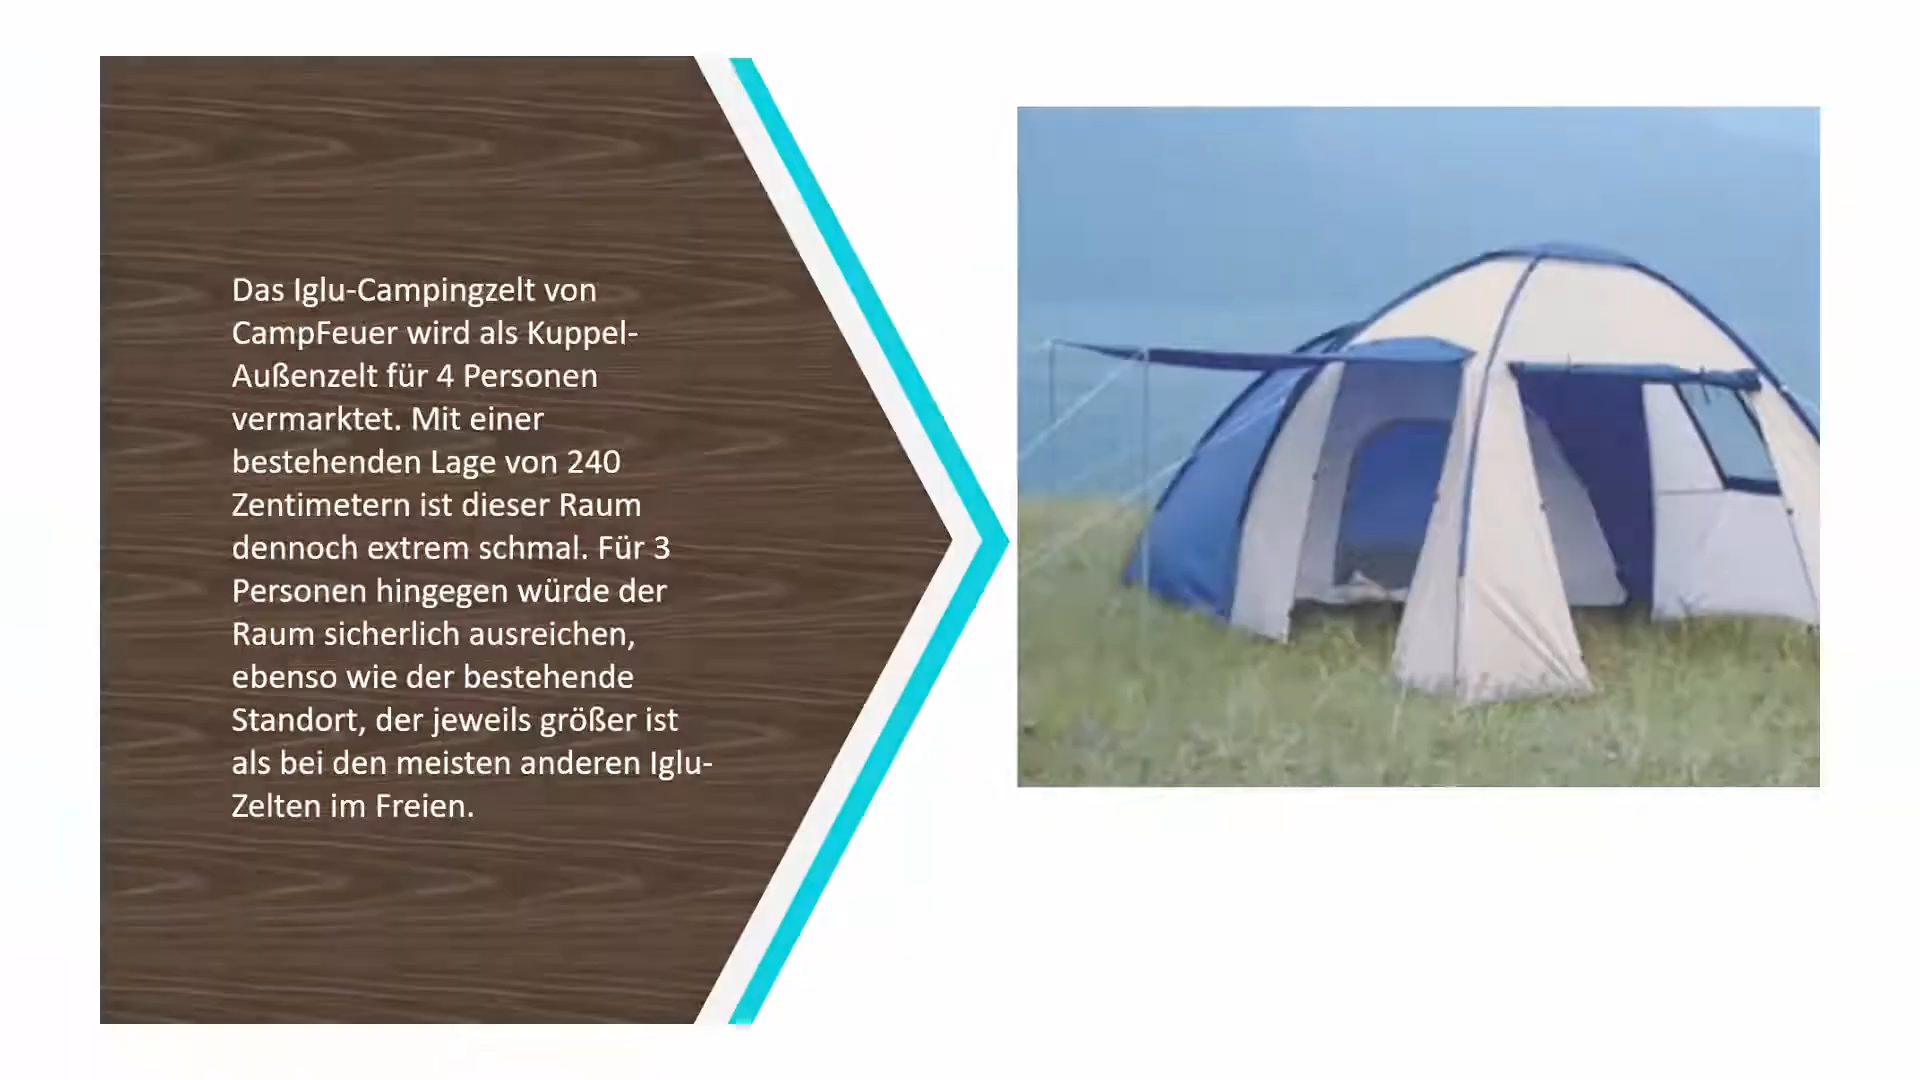 Das Iglu-Campingzelt von
CampFeuer wird als Kuppel-
Außenzelt für 4 Personen
vermarktet. Mit einer
bestehenden Lage von 240
Zentimetern ist dieser Raum
dennoch extrem schmal. Für 3
Personen hingegen würde der
Raum sicherlich ausreichen,
ebenso wie der bestehende
Standort, der jeweils größer ist
als bei den meisten anderen Iglu-
Zelten im Freien.